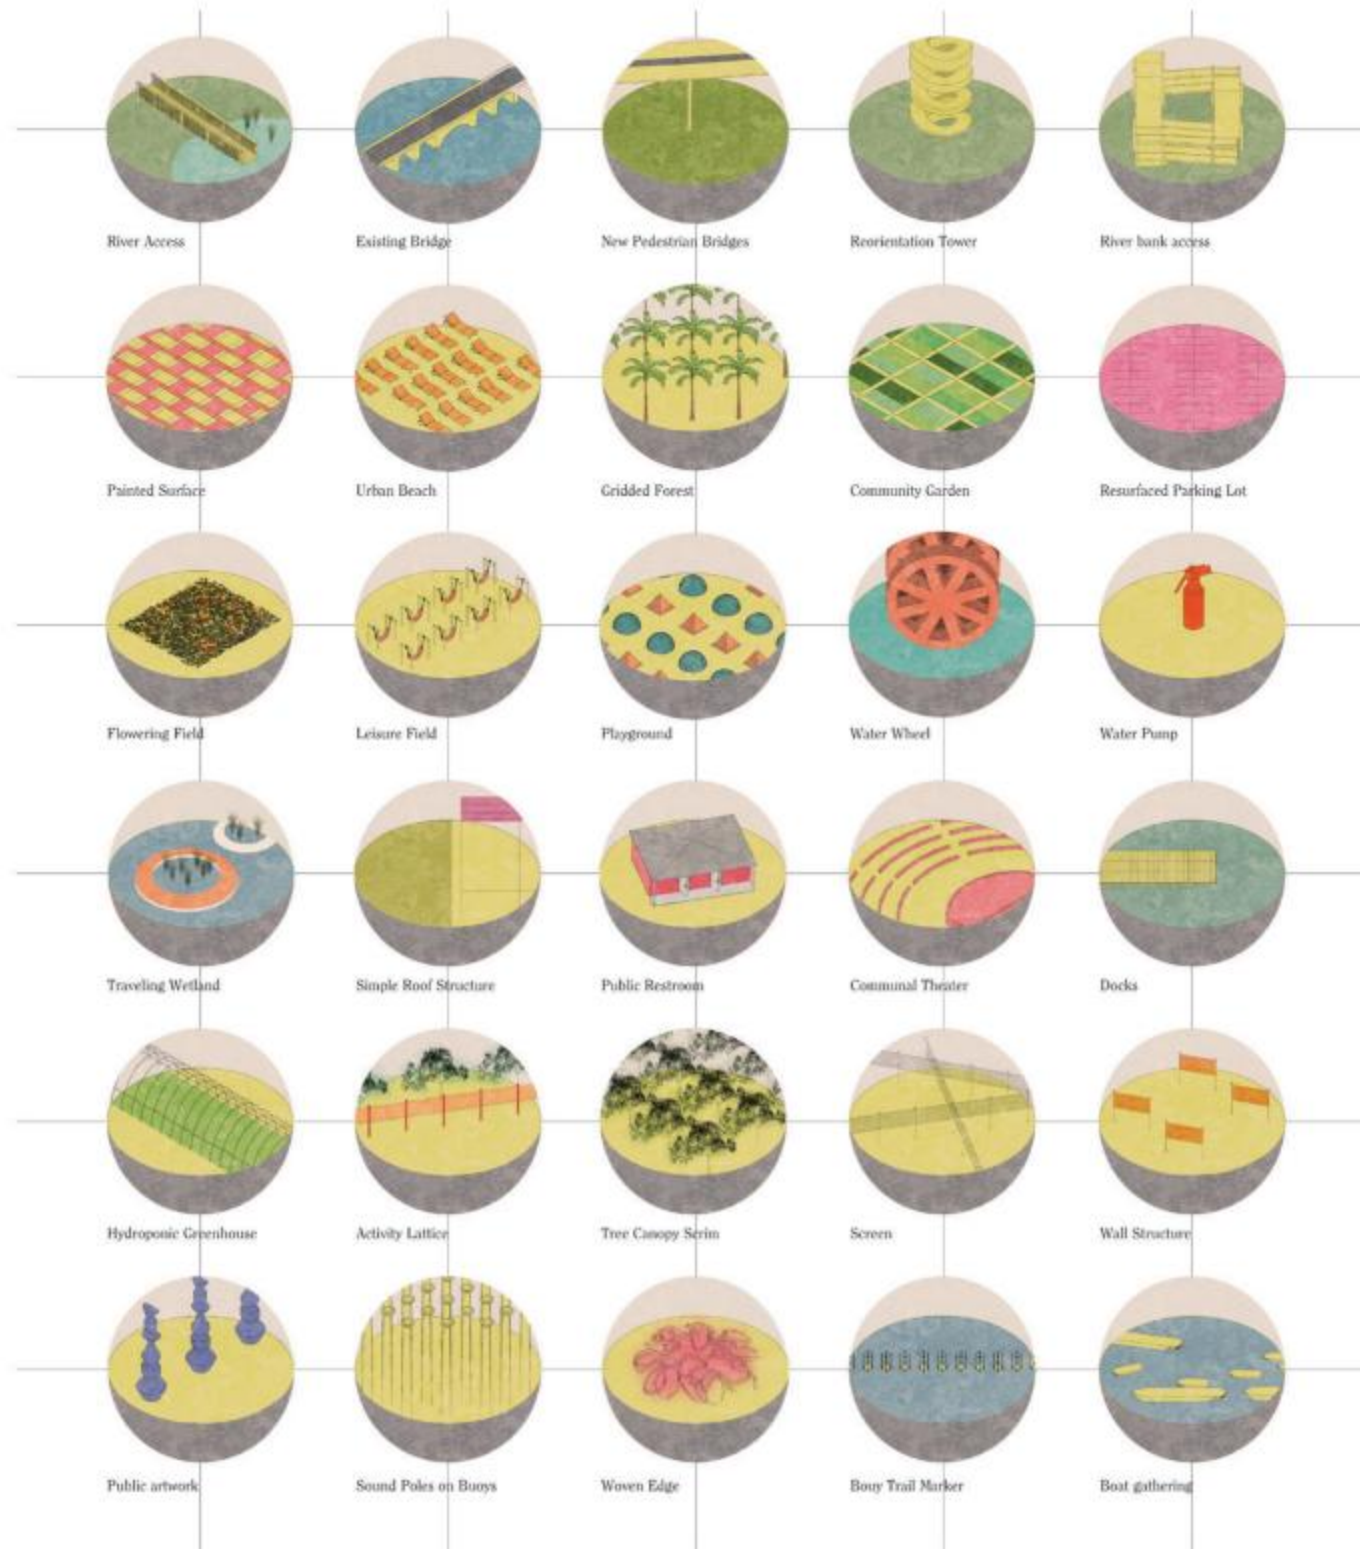 River Access
Existing Bridge
New Pedestrian Bridges
Reorientation Tower
River bank access
Painted Surface
Urban Beach
Gridded Forest
Community Garden
Resurfaced Parking Lot
Flowering Field
Leisure Field
Playground
Water Wheel
Water Pump
Traveling Wetland
Simple Roof Structure
Public Restroom
Communal Theater
Docks
Hydroponic Greenhouse
Activity Lattice
Tree Canopy Scrim
Screen
Wall Structure
Public artwork
Sound Poles on Buoys
Woven Edge
Bouy Trail Marker
Boat gathering